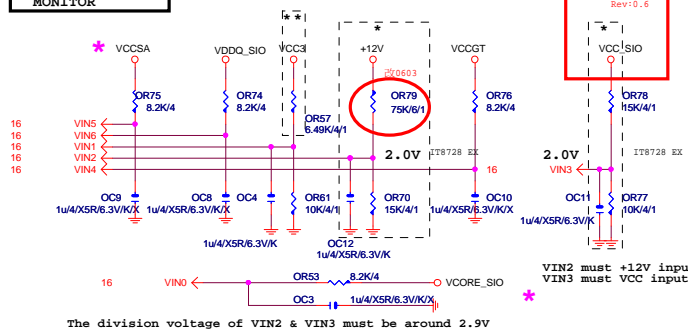 MONITOR
Rev:0.6
* *
*
*
* VCCSA
VDDQ_SIO
VCC3
+12V
VCCGT
VCC_SIO
0603
OR75
8.2K/4
OR74
8.2K/4
OR57
6.49K/4/1
OR79
75K/6/1
OR76
8.2K/4
OR78
15K/4/1
16 VIN5
16 VIN6
16 VIN1
16 VIN2
16 VIN4
2.0V IT8728 EX
16
2.0V IT8728 EX
VIN3
OC9
1u/4/X5R/6.3V/K/X
OC8
1u/4/X5R/6.3V/K/X
OC4
1u/4/X5R/6.3V/K
OR61
10K/4/1
OC12
1u/4/X5R/6.3V/K
OR70
15K/4/1
OC10
1u/4/X5R/6.3V/K/X
OC11
1u/4/X5R/6.3V/K
OR77
10K/4/1
VIN2 must +12V inpu
VIN3 must VCC input
*
16 VIN0
OR53 8.2K/4
VCORE_SIO
OC3 1u/4/X5R/6.3V/K/X
The division voltage of VIN2 & VIN3 must be around 2.9V